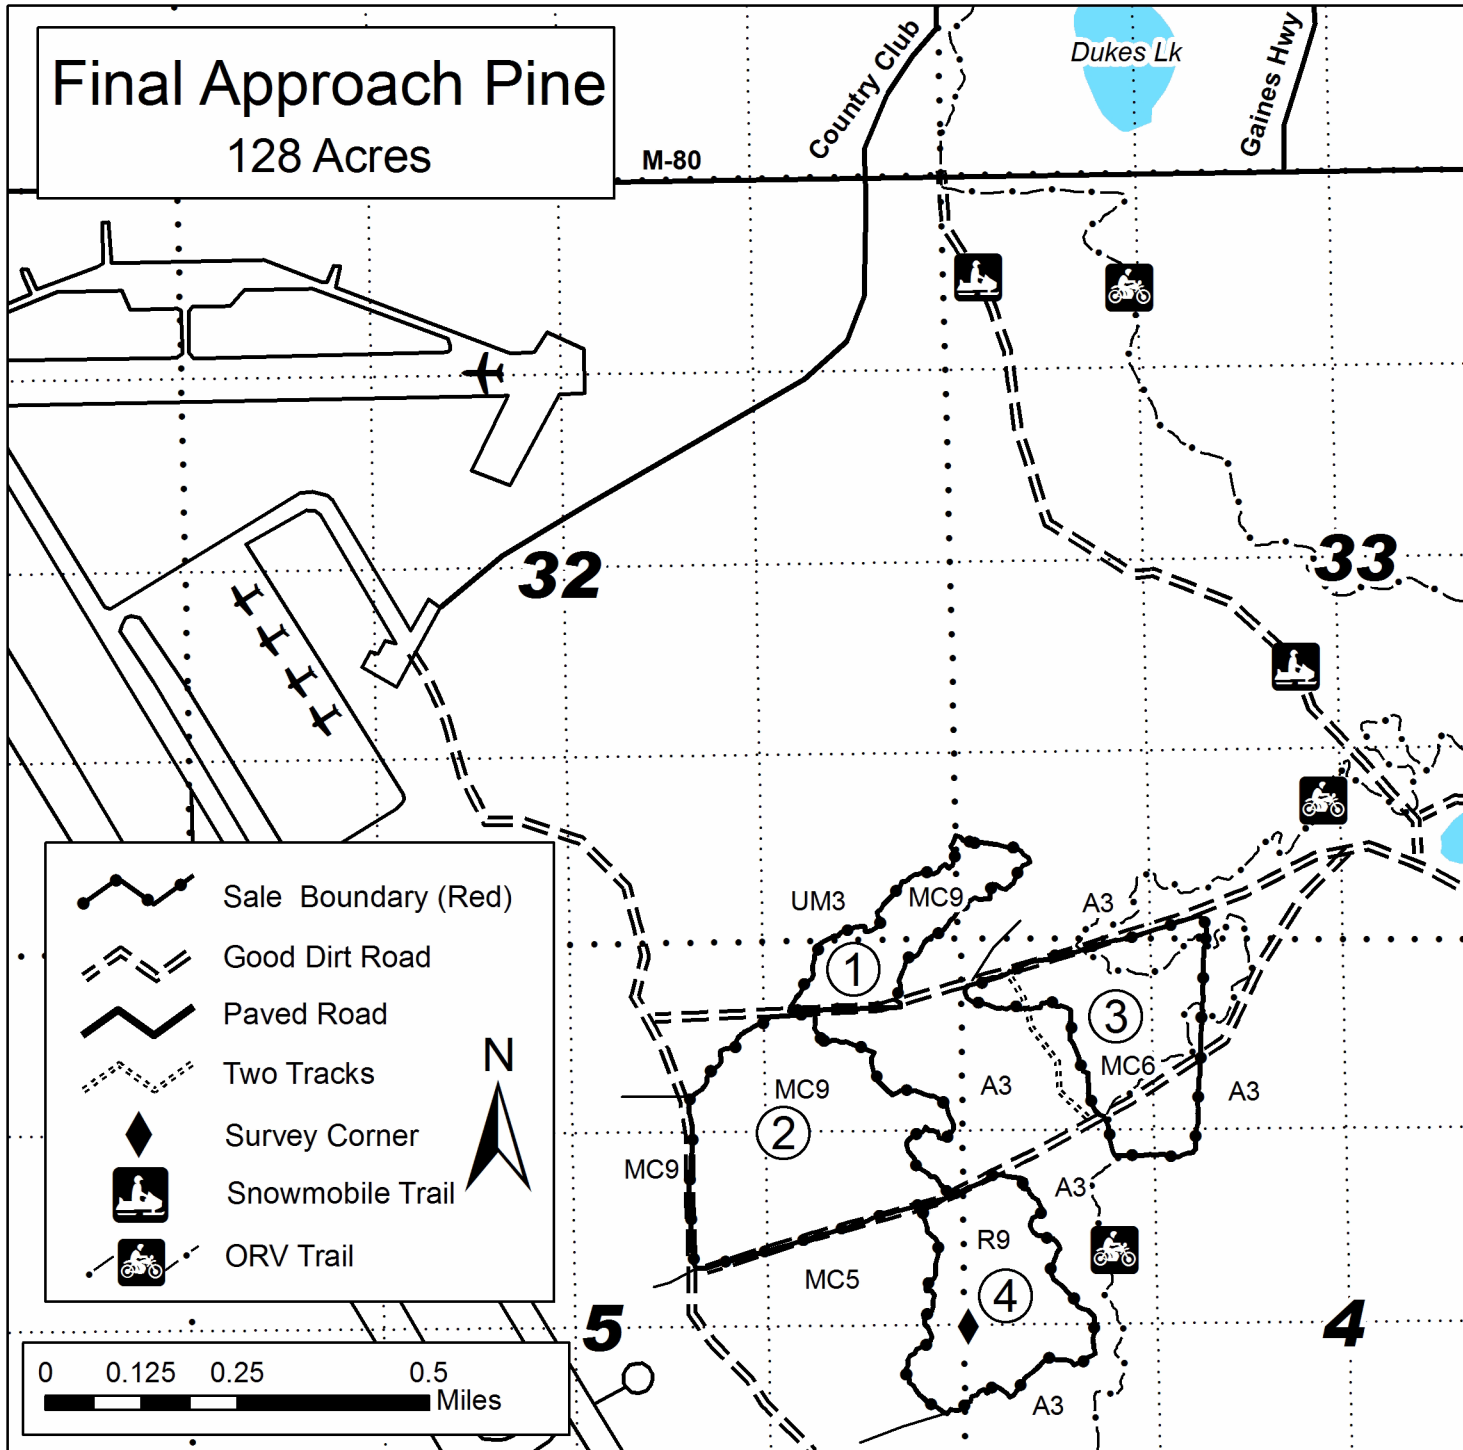 Final Approach Pine
128 Acres
M-80
Country Club
Dukes Lk
Gaines Hwy
32
33
UM3
MC9
A3
1
3
MC6
A3
A3
MC9
2
MC9
A3
R9
MC5
4
5
4
A3
Sale Boundary (Red)
Good Dirt Road
Paved Road
Two Tracks
Survey Corner
Snowmobile Trail
ORV Trail
N
0 0.125 0.25 0.5
Miles